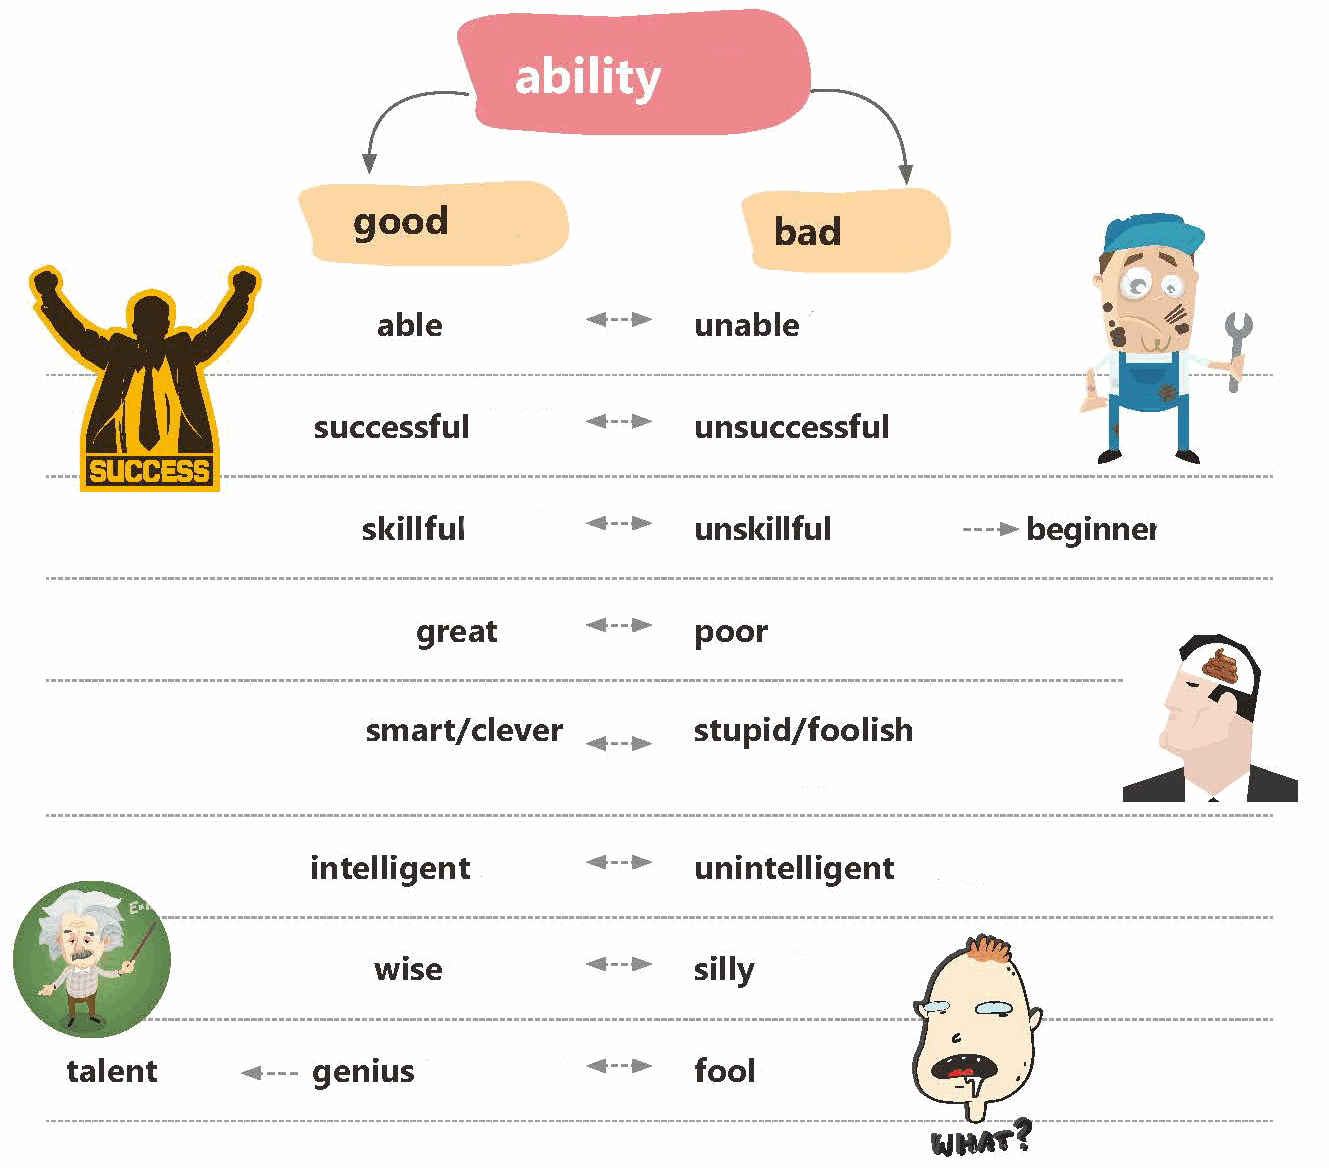 ability
good
bad
able unable
successful unsuccessful
SUCCESS
skillful unskillful beginner
great poor
smart/clever stupid/foolish
intelligent unintelligent
wise silly
talent genius fool
WHAT?